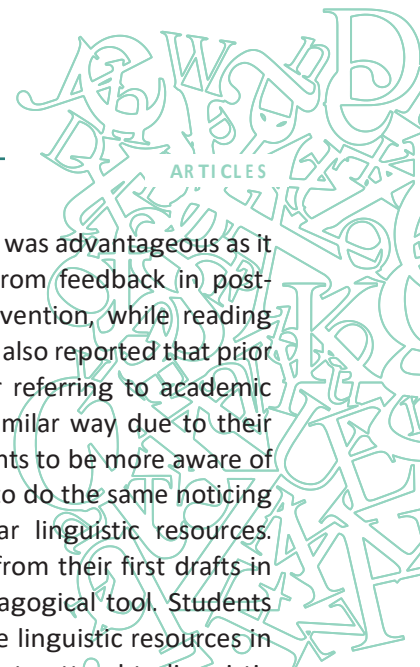 ARTICLES
was advantageous as it
rom feedback in post-
vention, while reading
also reported that prior
r referring to academic
milar way due to their
nts to be more aware of
to do the same noticing
ar linguistic resources.
from their first drafts in
dagogical tool. Students
e linguistic resources in